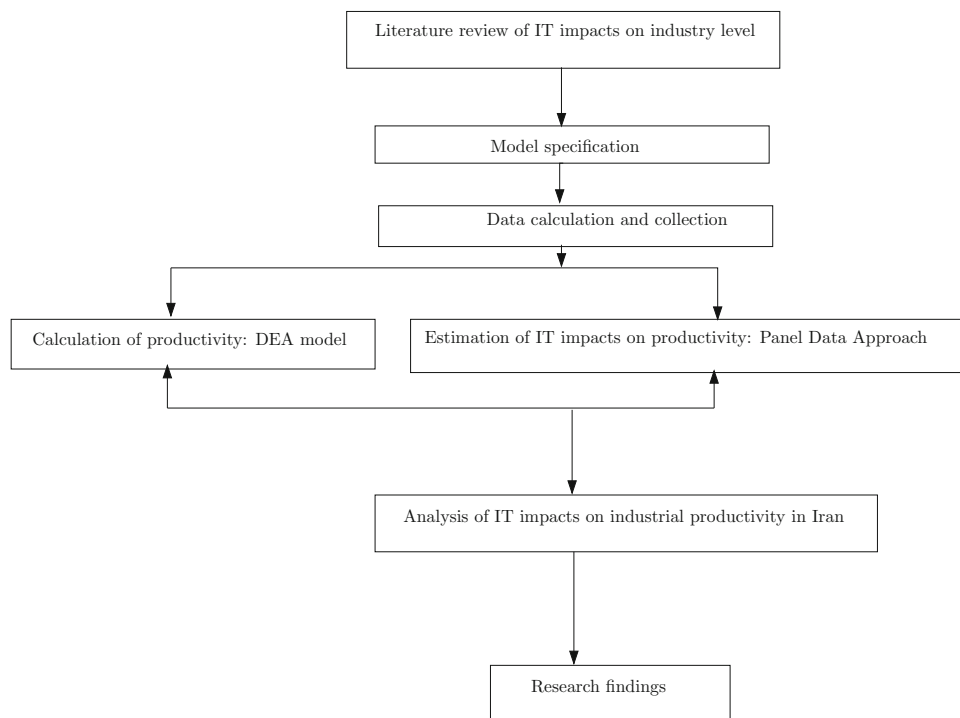 Literature review of IT impacts on industry level
Model specification
Data calculation and collection
Calculation of productivity: DEA model
Estimation of IT impacts on productivity: Panel Data Approach
Analysis of IT impacts on industrial productivity in Iran
Research findings